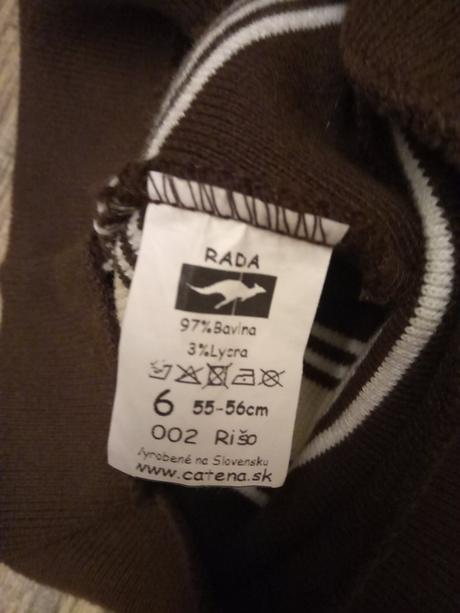 RADA
97%Bavlna
3%Lycra
6 55-56cm
002 Rišo
Vyrobené na Slovensku
www.catena.sk